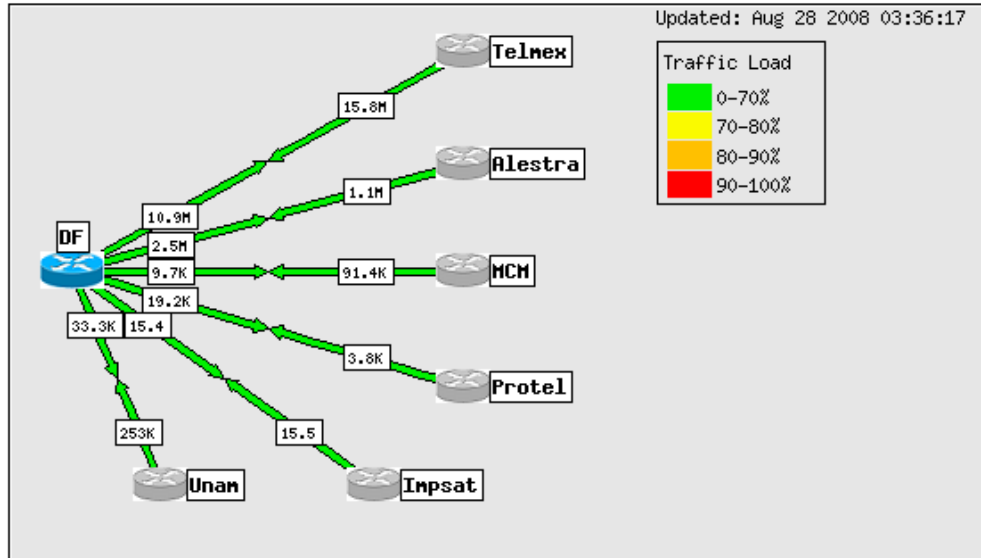 Updated: Aug 28 2008 03:36:17
Telmex
Traffic Load
0-70%
70-80%
80-90%
90-100%
15.8M
Alestra
1.1M
10.9M
DF
2.5M
9.7K
91.4K
MCM
19.2K
33.3K
15.4
3.8K
Protel
253K
15.5
Unam
Impsat